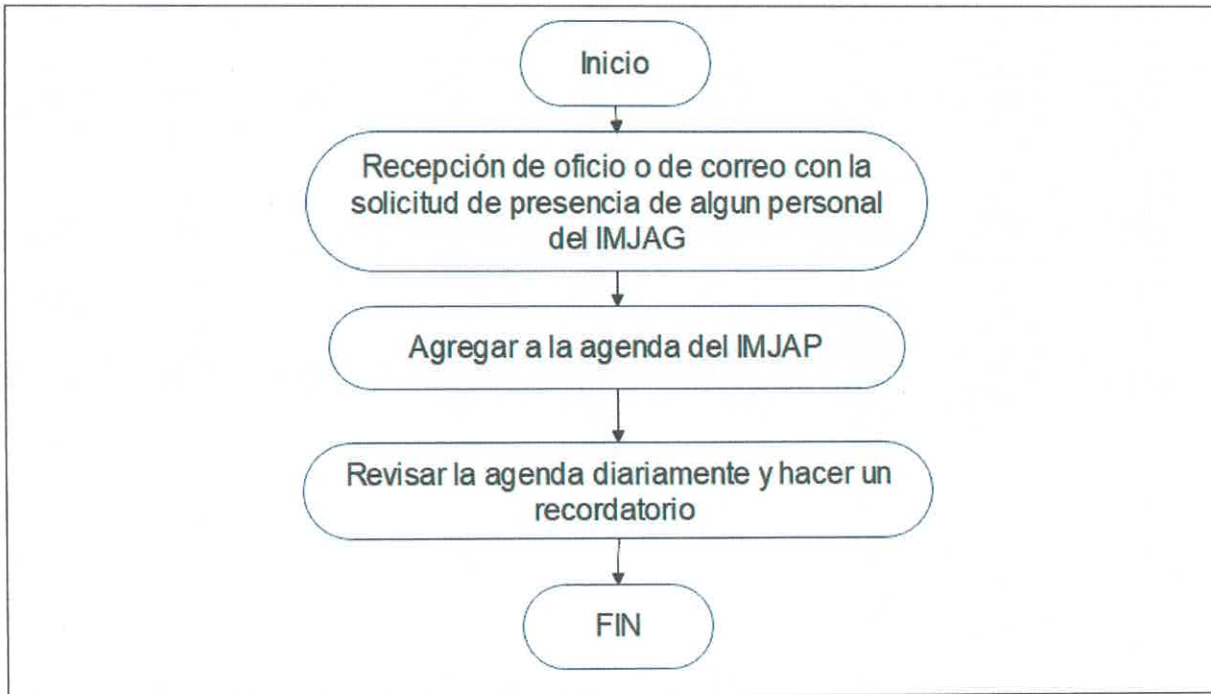 Inicio
Recepción de oficio o de correo con la
solicitud de presencia de algun personal
del IMJAG
Agregar a la agenda del IMJAP
Revisar la agenda diariamente y hacer un
recordatorio
FIN